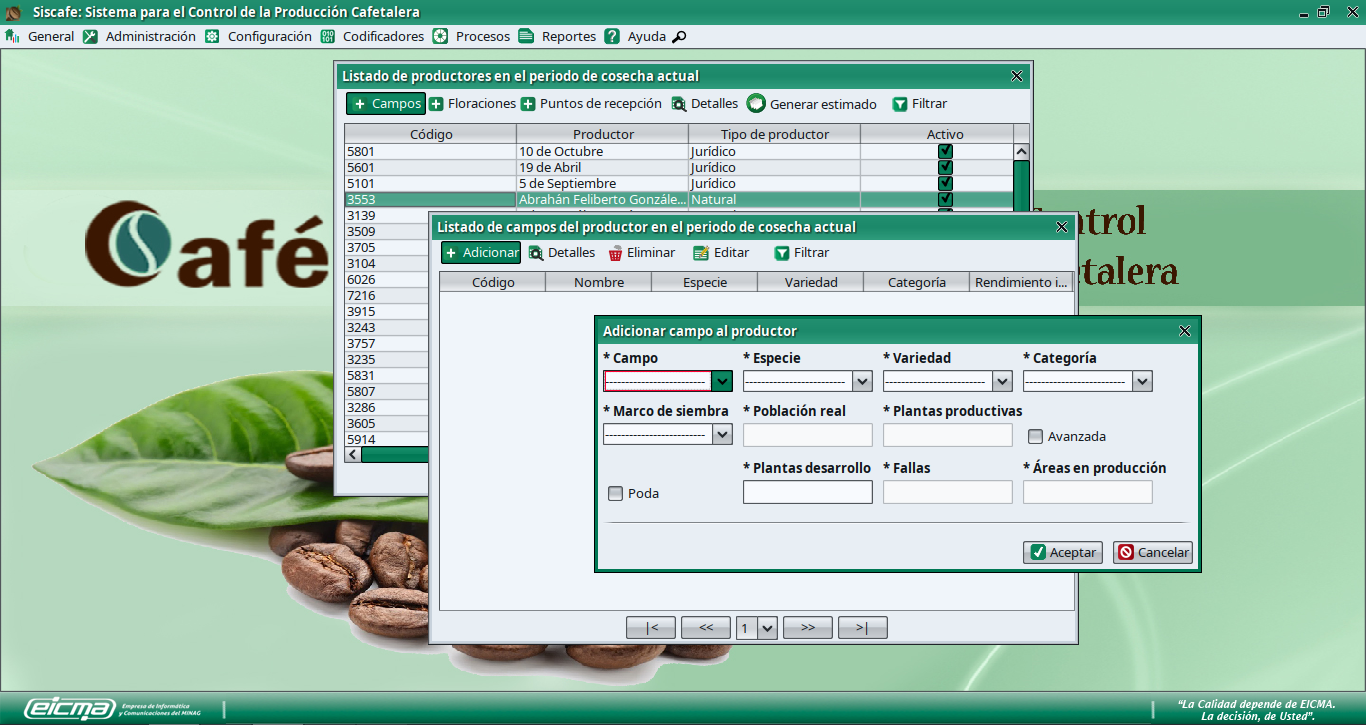 Siscafe: Sistema para el Control de la Producción Cafetalera
General Administración Configuración Codificadores Procesos Reportes Ayuda
Listado de productores en el periodo de cosecha actual
Campos Floraciones Puntos de recepción Detalles Generar estimado Filtrar
Código Productor Tipo de productor Activo
5801 10 de Octubre Jurídico
5601 19 de Abril Jurídico
5101 5 de Septiembre Jurídico
3553 Abrahán Feliberto Gonzále... Natural
3139
3509
3705
3104
6026
7216
3915
3243
3757
3235
5831
5807
3286
3605
5914
Café
ntrol
etalera
Listado de campos del productor en el periodo de cosecha actual
Adicionar Detalles Eliminar Editar Filtrar
Código Nombre Especie Variedad Categoría Rendimiento i...
Adicionar campo al productor
* Campo * Especie * Variedad * Categoría
* Marco de siembra * Población real * Plantas productivas
Avanzada
* Plantas desarrollo * Fallas * Áreas en producción
Poda
Aceptar Cancelar
|< << 1 >> >|
eicma Empresa de Informática
y Comunicaciones del MINAG
"La Calidad depende de EICMA.
La decisión, de Usted".